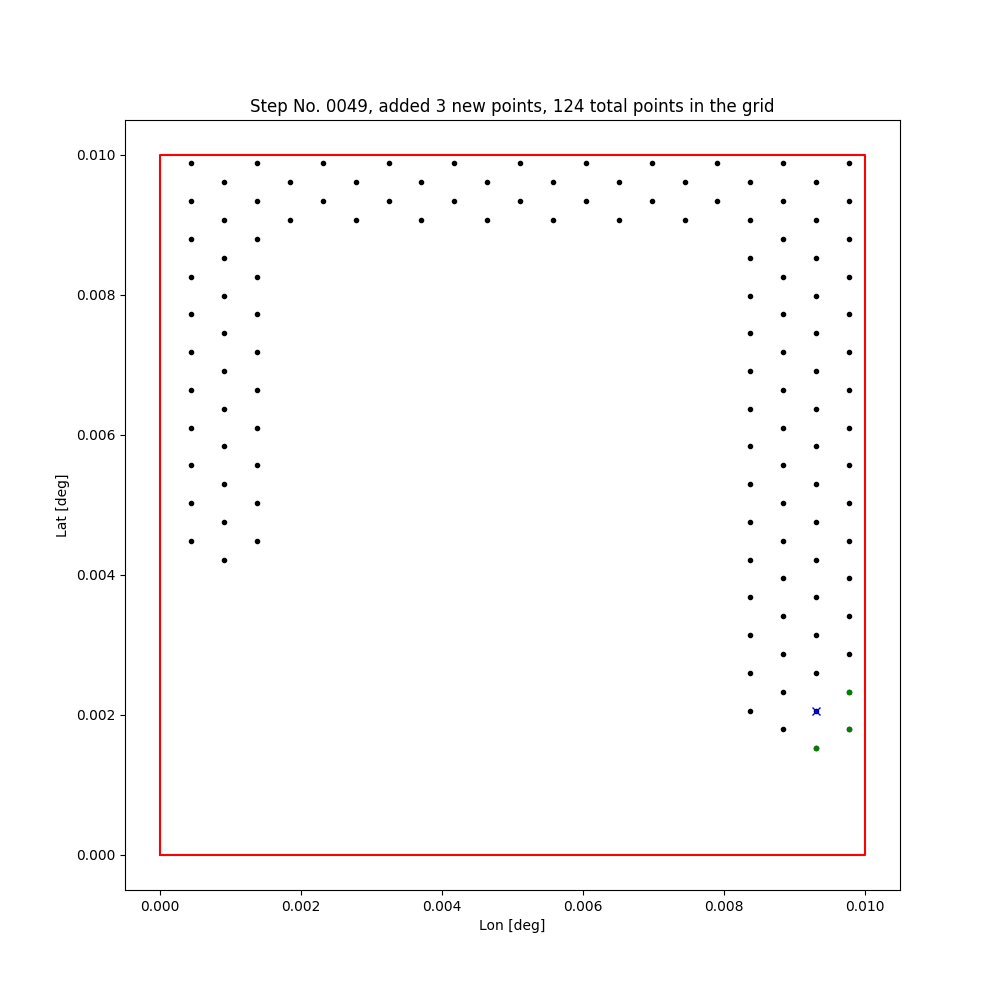 Step No. 0049, added 3 new points, 124 total points in the grid
0.010
0.008
0.006
0.004
0.002
0.000
Lat [deg]
0.000 0.002 0.004 0.006 0.008 0.010
Lon [deg]